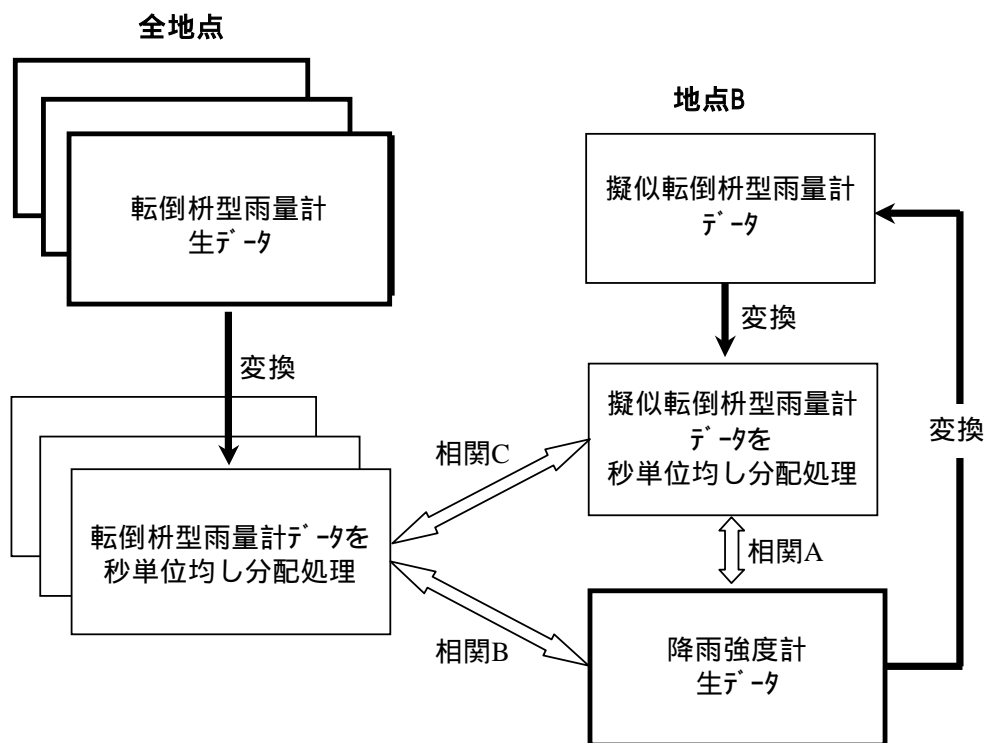 全地点
転倒枡型雨量計
生ﾃﾞｰﾀ
変換
転倒枡型雨量計ﾃﾞｰﾀを
秒単位均し分配処理
地点B
擬似転倒枡型雨量計
ﾃﾞｰﾀ
変換
擬似転倒枡型雨量計
ﾃﾞｰﾀを
秒単位均し分配処理
変換
相関C
相関A
相関B
降雨強度計
生ﾃﾞｰﾀ